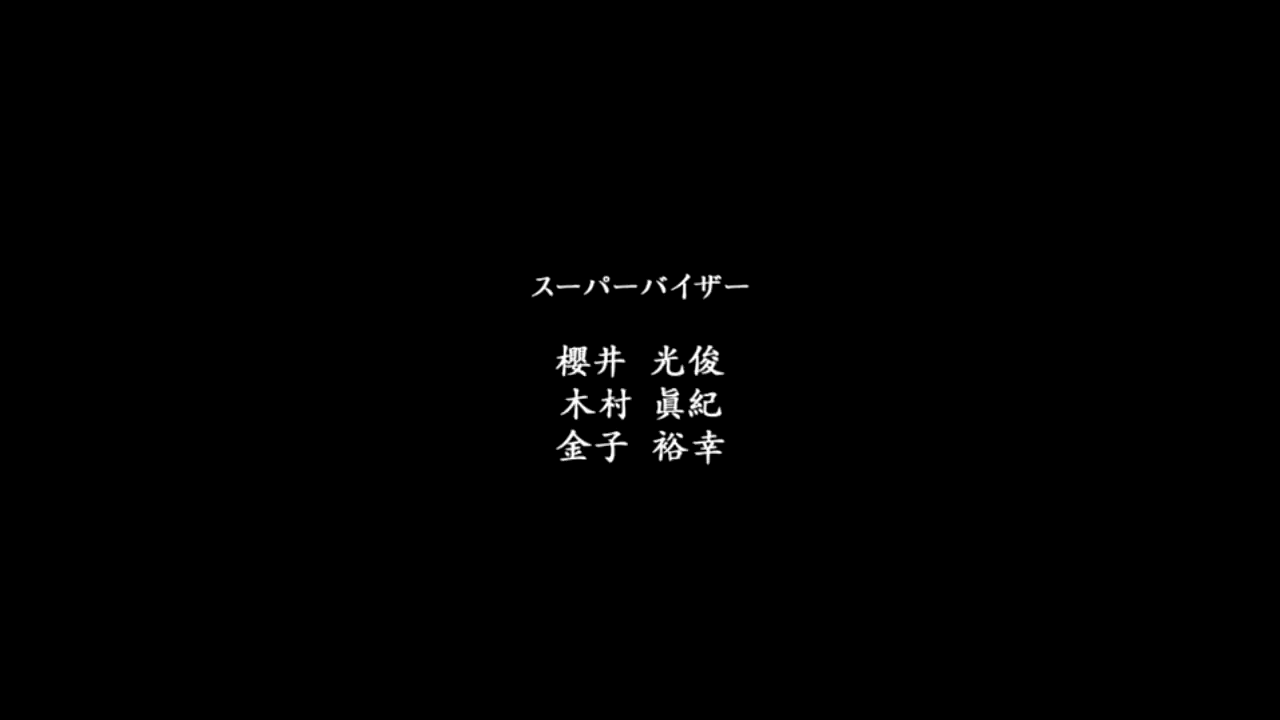 スーパーバイザー
櫻井　光俊
木村　眞紀
金子　裕幸